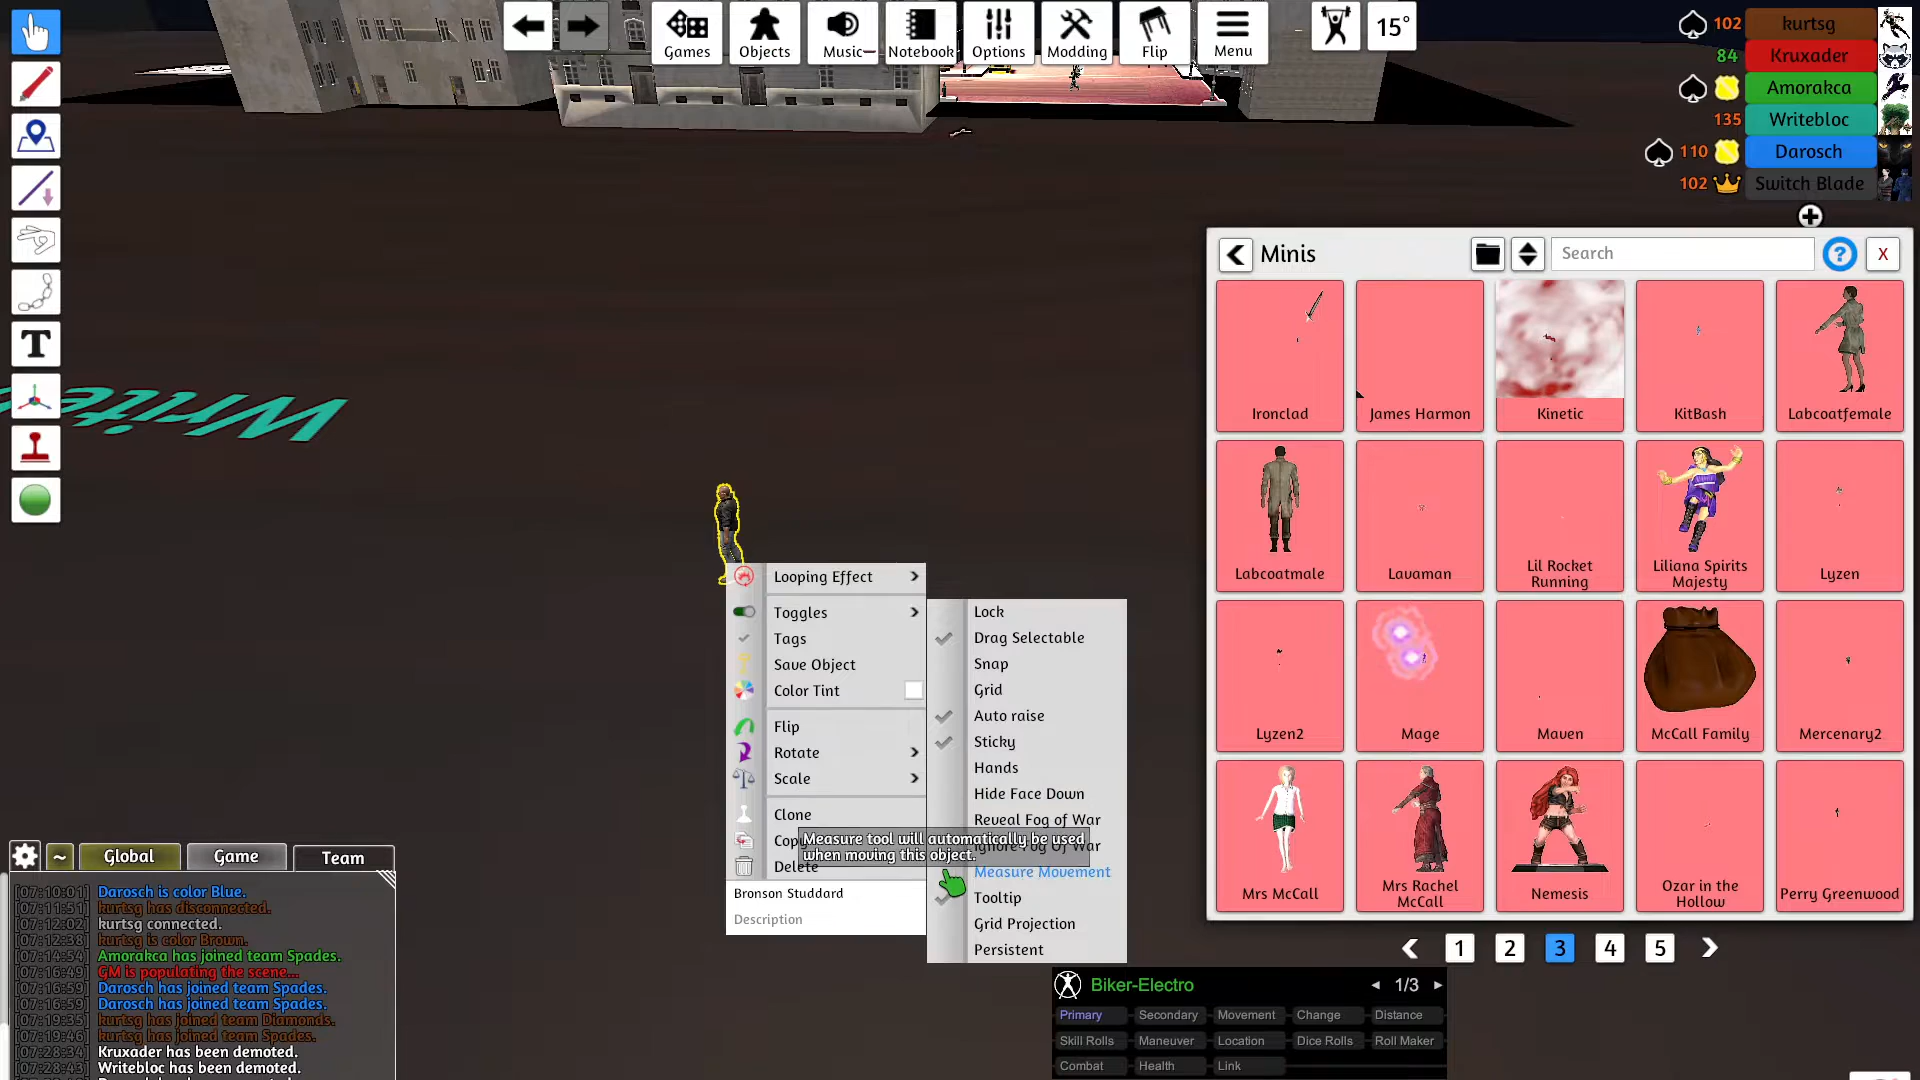 Games
Objects
Music
Notebook
Options
Modding
Flip
Menu
15°
102 kurtsg
84 Kruxader
Amorakca
135 Writebloc
110 Darosch
102 Switch Blade
Minis
Search
?
X
Ironclad
James Harmon
Kinetic
KitBash
Labcoatfemale
Labcoatmale
Lavaman
Lil Rocket
Running
Liliana Spirits
Majesty
Lyzen
Lyzen2
Mage
Maven
McCall Family
Mercenary2
Mrs McCall
Mrs Rachel
McCall
Nemesis
Ozar in the
Hollow
Perry Greenwood
1 2 3 4 5
T
Looping Effect
Toggles
Tags
Save Object
Color Tint
Flip
Rotate
Scale
Clone
Delete
Bronson Studdard
Description
Lock
Drag Selectable
Snap
Grid
Auto raise
Sticky
Hands
Hide Face Down
Reveal Fog of War
Ignore Fog Of War
Measure Movement
Tooltip
Grid Projection
Persistent
Measure tool will automatically be used
when moving this object.
~
Global
Game
Team
[07:10:01] Darosch is color Blue.
[07:11:51] kurtsg has disconnected.
[07:12:02] kurtsg connected.
[07:12:38] kurtsg is color Brown.
[07:14:54] Amorakca has joined team Spades.
[07:16:49] GM is populating the scene...
[07:16:59] Darosch has joined team Spades.
[07:16:59] Darosch has joined team Spades.
[07:19:35] kurtsg has joined team Diamonds.
[07:19:46] kurtsg has joined team Spades.
[07:28:34] Kruxader has been demoted.
[07:28:43] Writebloc has been demoted.
Biker-Electro
1/3
Primary Secondary Movement Change Distance
Skill Rolls Maneuver Location Dice Rolls Roll Maker
Combat Health Link